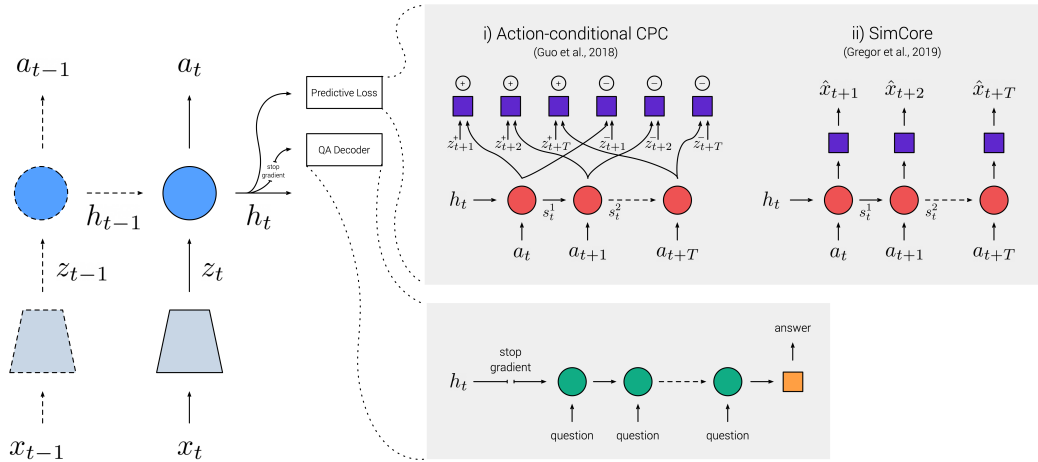 a_{t-1}
a_t
h_{t-1}
h_t
z_{t-1}
z_t
x_{t-1}
x_t
Predictive Loss
QA Decoder
stop
gradient
i) Action-conditional CPC
(Guo et al., 2018)
+ + + − − −
z^+_{t+1} z^+_{t+2} z^+_{t+T} z^-_{t+1} z^-_{t+2} z^-_{t+T}
h_t s^1_t s^2_t
a_t a_{t+1} a_{t+T}
ii) SimCore
(Gregor et al., 2019)
x̂_{t+1} x̂_{t+2} x̂_{t+T}
h_t s^1_t s^2_t
a_t a_{t+1} a_{t+T}
answer
stop
gradient
h_t
question question question